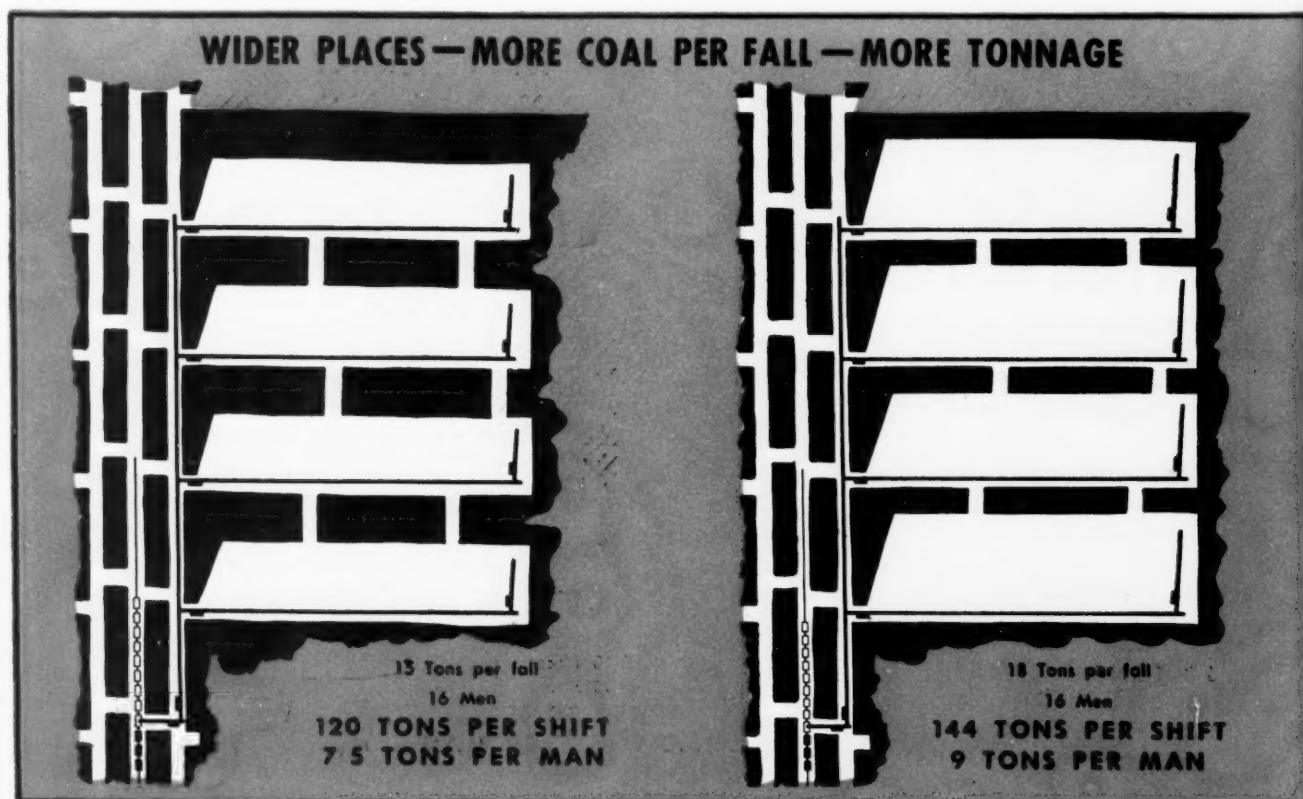 WIDER PLACES — MORE COAL PER FALL — MORE TONNAGE
15 Tons per fall
16 Men
120 TONS PER SHIFT
7 5 TONS PER MAN
18 Tons per fall
16 Men
144 TONS PER SHIFT
9 TONS PER MAN